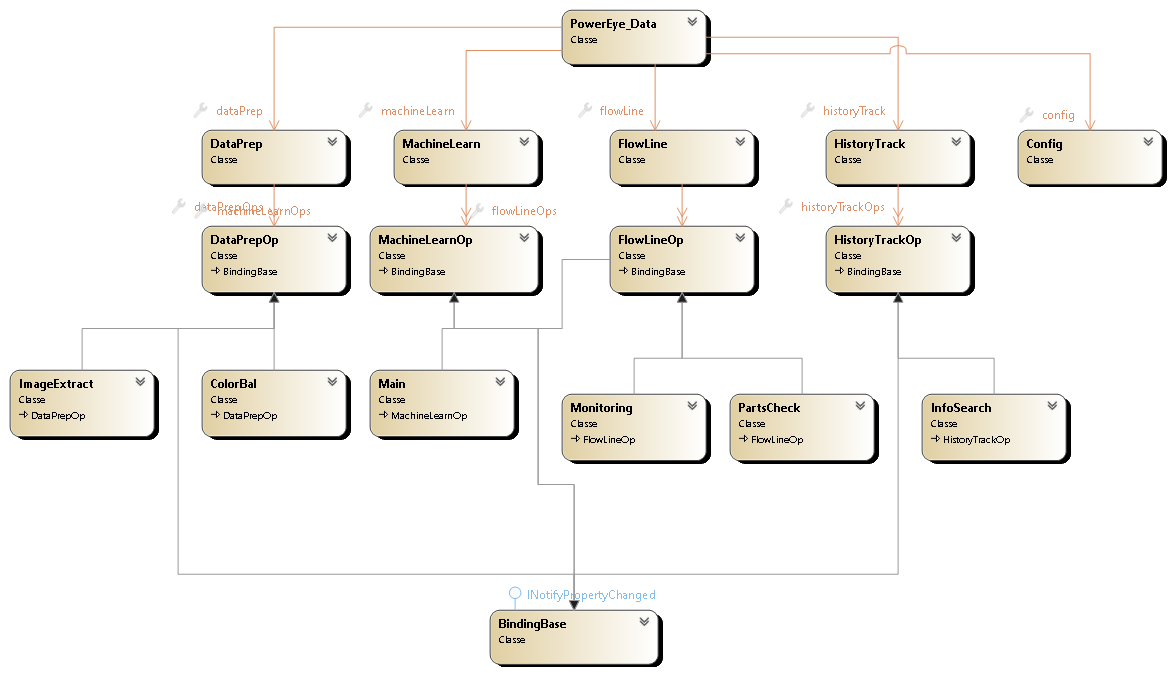 PowerEye_Data
Classe
dataPrep
machineLearn
flowLine
historyTrack
config
DataPrep
Classe
MachineLearn
Classe
FlowLine
Classe
HistoryTrack
Classe
Config
Classe
dataPrepOps
machineLearnOps
flowLineOps
historyTrackOps
DataPrepOp
Classe
BindingBase
MachineLearnOp
Classe
BindingBase
FlowLineOp
Classe
BindingBase
HistoryTrackOp
Classe
BindingBase
ImageExtract
Classe
DataPrepOp
ColorBal
Classe
DataPrepOp
Main
Classe
MachineLearnOp
Monitoring
Classe
FlowLineOp
PartsCheck
Classe
FlowLineOp
InfoSearch
Classe
HistoryTrackOp
INotifyPropertyChanged
BindingBase
Classe